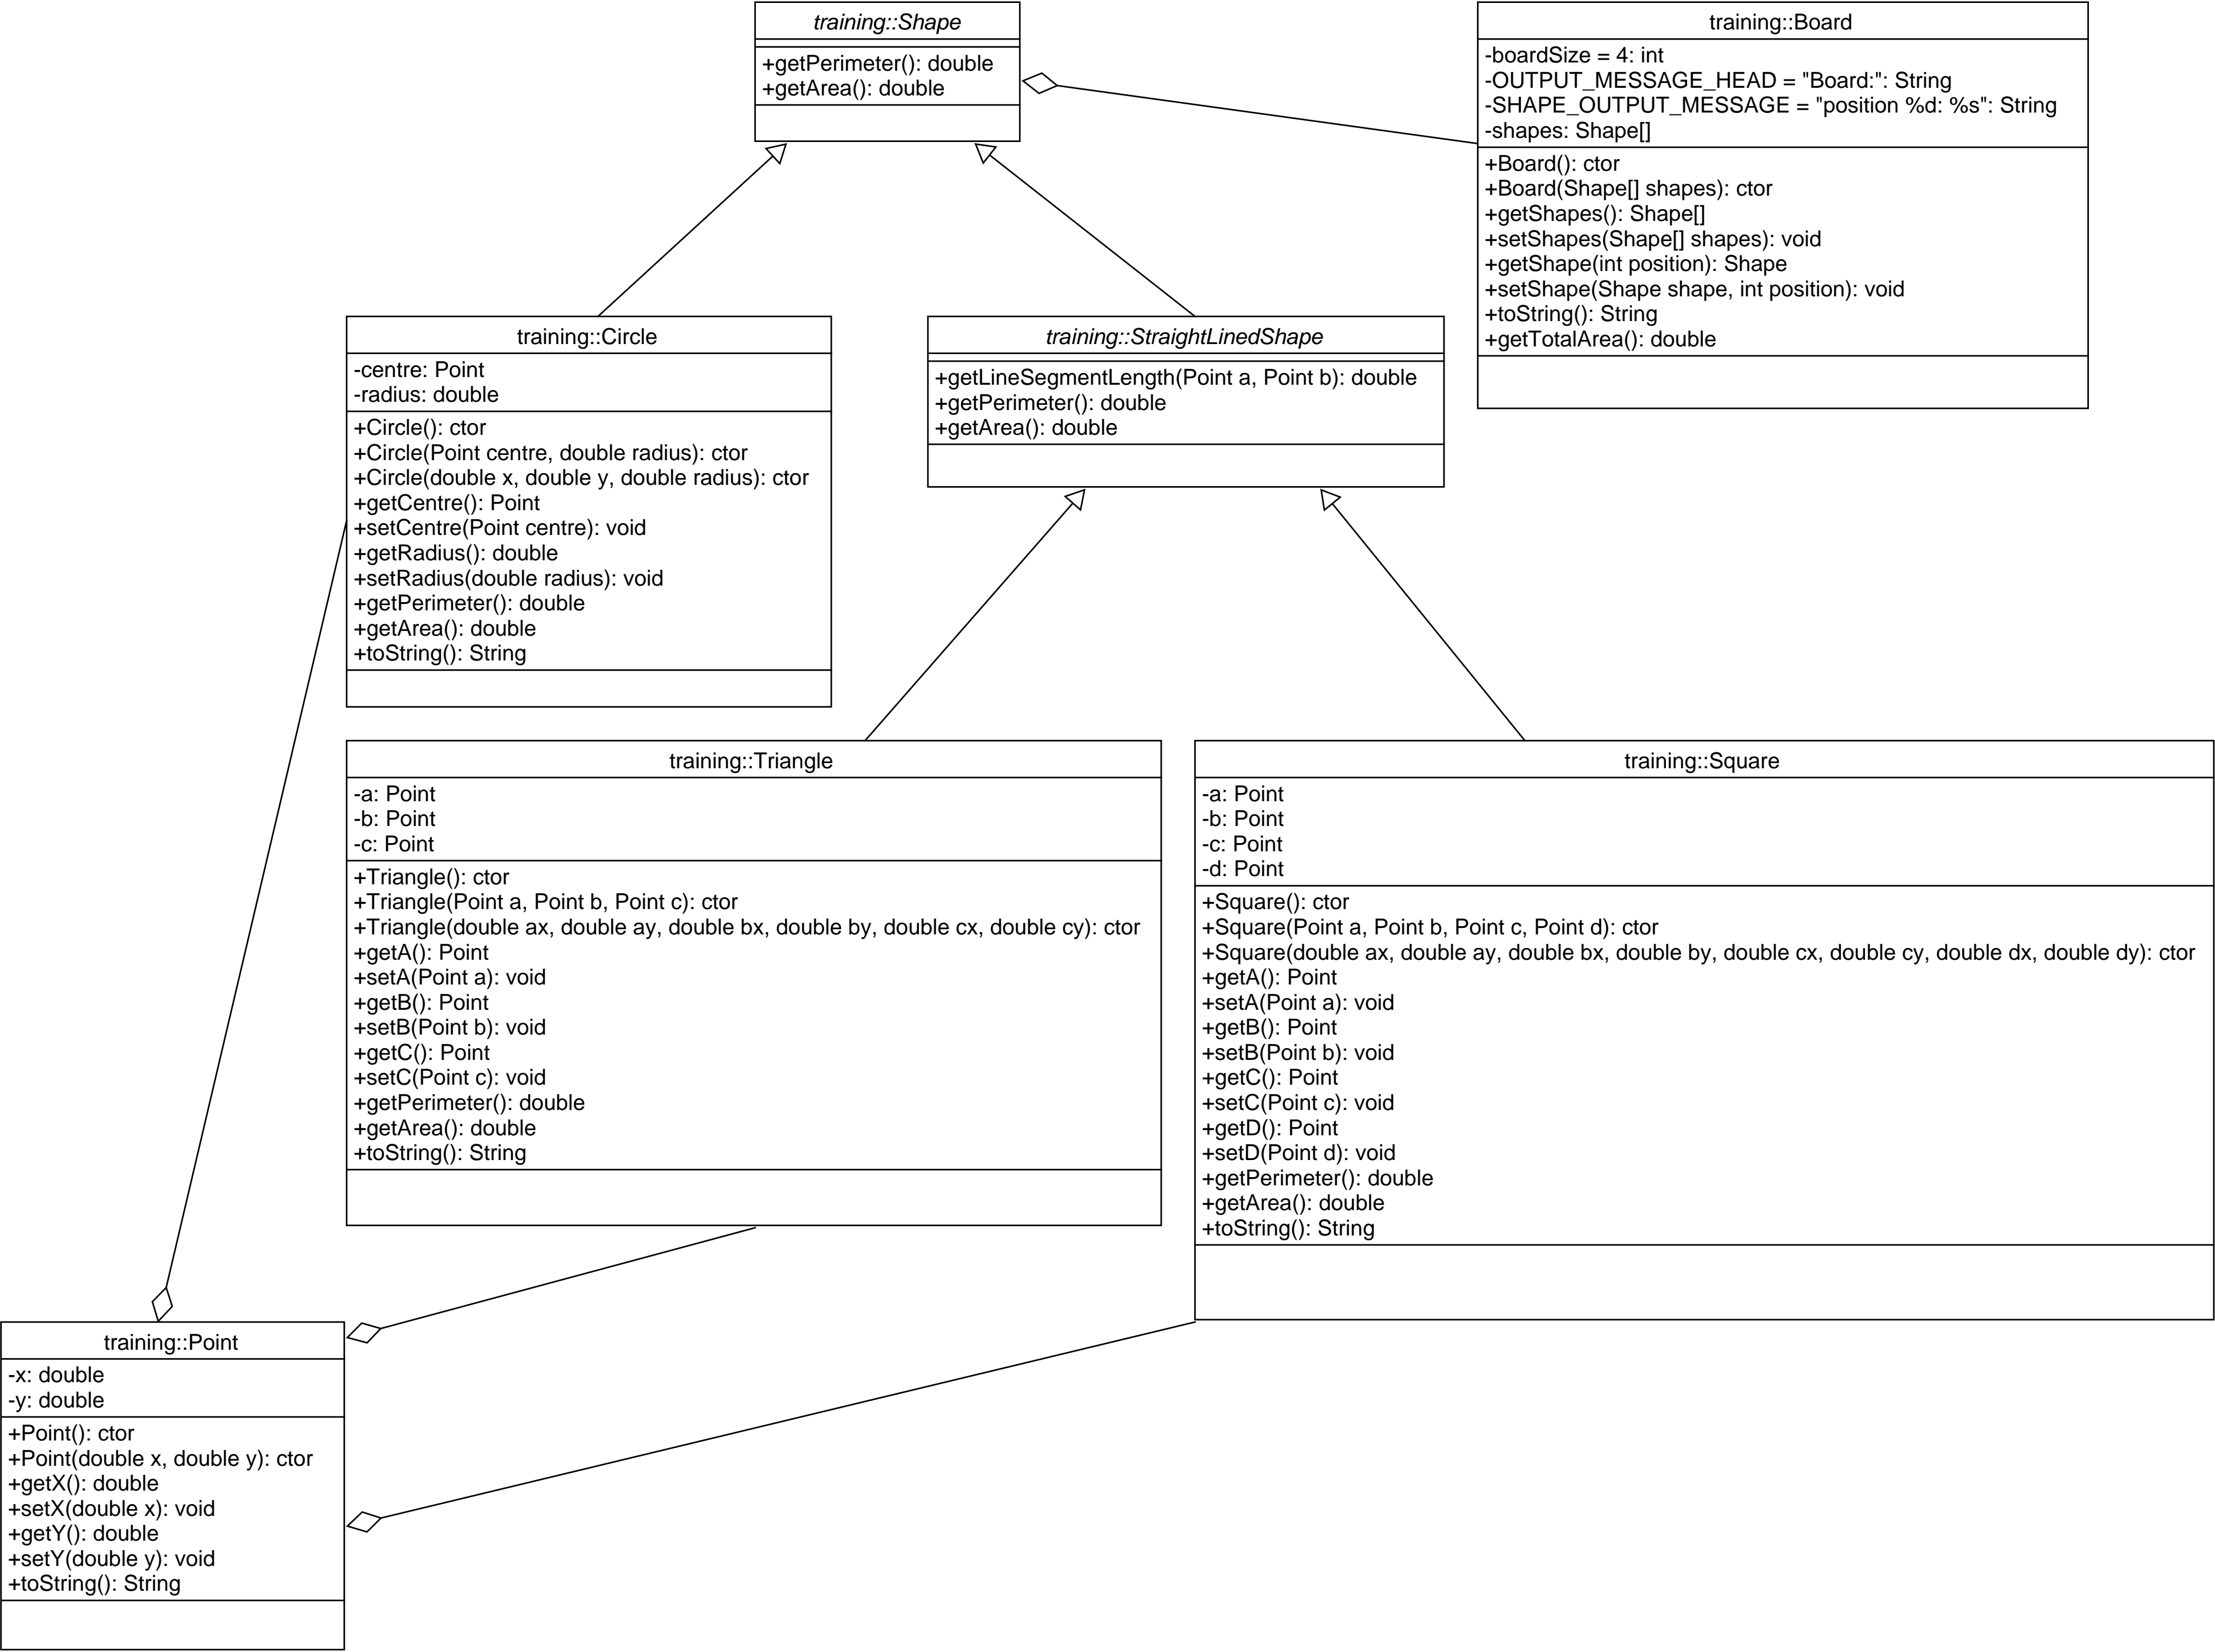 training::Shape
+getPerimeter(): double
+getArea(): double
training::Board
-boardSize = 4: int
-OUTPUT_MESSAGE_HEAD = "Board:": String
-SHAPE_OUTPUT_MESSAGE = "position %d: %s": String
-shapes: Shape[]
+Board(): ctor
+Board(Shape[] shapes): ctor
+getShapes(): Shape[]
+setShapes(Shape[] shapes): void
+getShape(int position): Shape
+setShape(Shape shape, int position): void
+toString(): String
+getTotalArea(): double
training::Circle
-centre: Point
-radius: double
+Circle(): ctor
+Circle(Point centre, double radius): ctor
+Circle(double x, double y, double radius): ctor
+getCentre(): Point
+setCentre(Point centre): void
+getRadius(): double
+setRadius(double radius): void
+getPerimeter(): double
+getArea(): double
+toString(): String
training::StraightLinedShape
+getLineSegmentLength(Point a, Point b): double
+getPerimeter(): double
+getArea(): double
training::Triangle
-a: Point
-b: Point
-c: Point
+Triangle(): ctor
+Triangle(Point a, Point b, Point c): ctor
+Triangle(double ax, double ay, double bx, double by, double cx, double cy): ctor
+getA(): Point
+setA(Point a): void
+getB(): Point
+setB(Point b): void
+getC(): Point
+setC(Point c): void
+getPerimeter(): double
+getArea(): double
+toString(): String
training::Square
-a: Point
-b: Point
-c: Point
-d: Point
+Square(): ctor
+Square(Point a, Point b, Point c, Point d): ctor
+Square(double ax, double ay, double bx, double by, double cx, double cy, double dx, double dy): ctor
+getA(): Point
+setA(Point a): void
+getB(): Point
+setB(Point b): void
+getC(): Point
+setC(Point c): void
+getD(): Point
+setD(Point d): void
+getPerimeter(): double
+getArea(): double
+toString(): String
training::Point
-x: double
-y: double
+Point(): ctor
+Point(double x, double y): ctor
+getX(): double
+setX(double x): void
+getY(): double
+setY(double y): void
+toString(): String